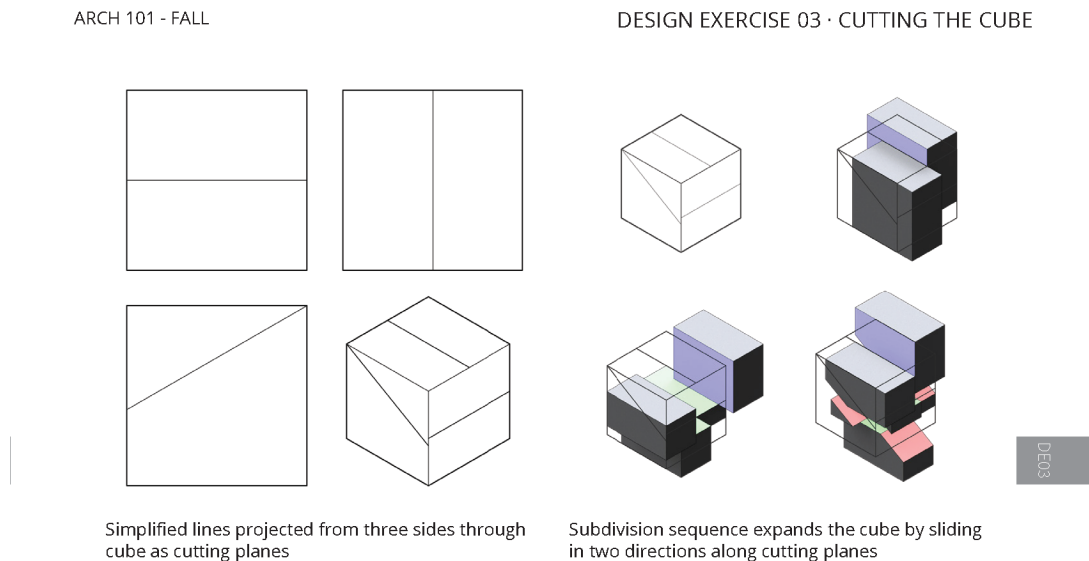 ARCH 101 - FALL
DESIGN EXERCISE 03 · CUTTING THE CUBE
DE03
Simplified lines projected from three sides through
cube as cutting planes
Subdivision sequence expands the cube by sliding
in two directions along cutting planes